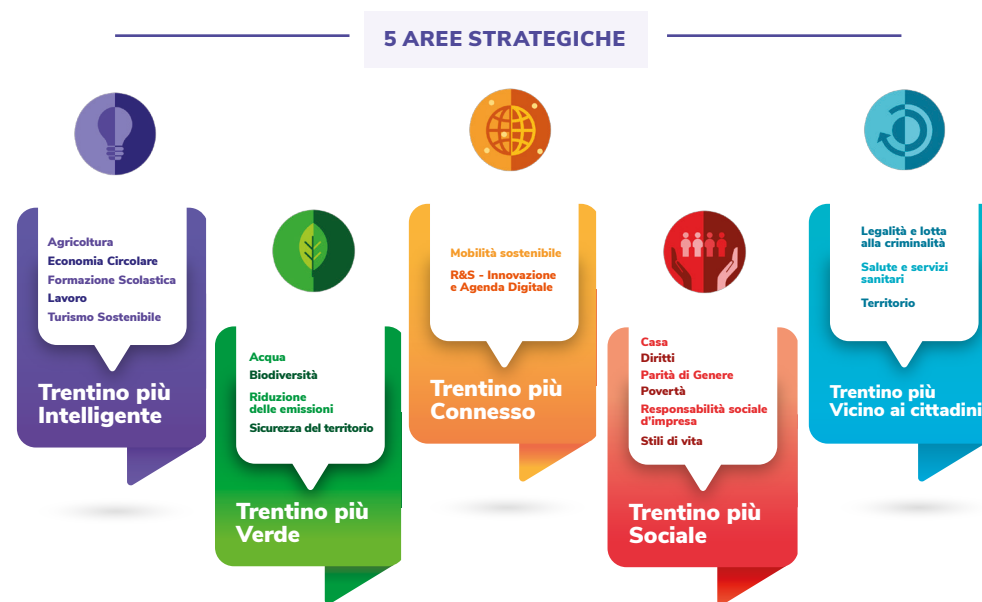 5 AREE STRATEGICHE
Agricoltura
Economia Circolare
Formazione Scolastica
Lavoro
Turismo Sostenibile
Trentino più
Intelligente
Acqua
Biodiversità
Riduzione
delle emissioni
Sicurezza del territorio
Trentino più
Verde
Mobilità sostenibile
R&S - Innovazione
e Agenda Digitale
Trentino più
Connesso
Casa
Diritti
Parità di Genere
Povertà
Responsabilità sociale
d'impresa
Stili di vita
Trentino più
Sociale
Legalità e lotta
alla criminalità
Salute e servizi
sanitari
Territorio
Trentino più
Vicino ai cittadini